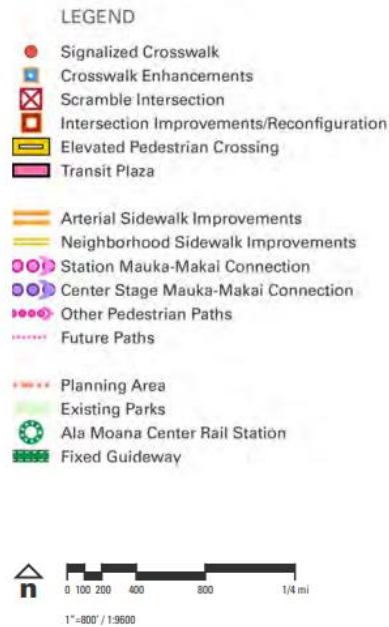 LEGEND
Signalized Crosswalk
Crosswalk Enhancements
Scramble Intersection
Intersection Improvements/Reconfiguration
Elevated Pedestrian Crossing
Transit Plaza
Arterial Sidewalk Improvements
Neighborhood Sidewalk Improvements
Station Mauka-Makai Connection
Center Stage Mauka-Makai Connection
Other Pedestrian Paths
Future Paths
Planning Area
Existing Parks
Ala Moana Center Rail Station
Fixed Guideway
n
0 100 200 400 800 1/4 mi
1"=800' / 1:9600